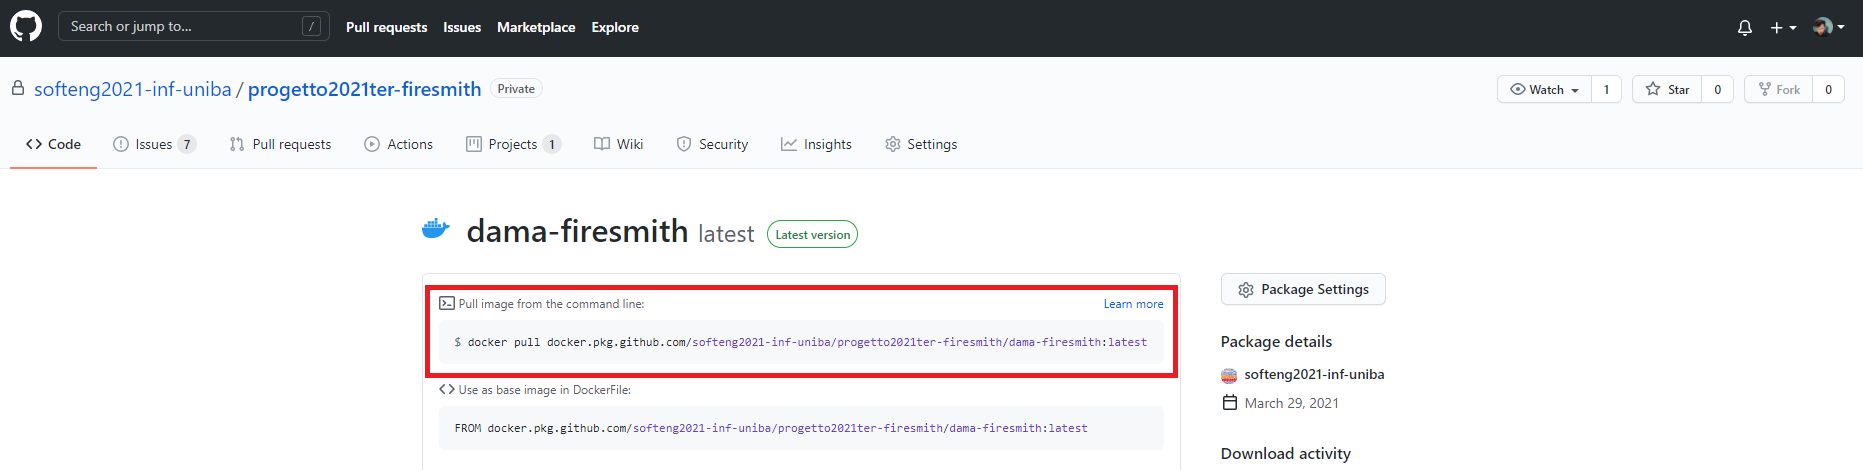 Search or jump to... /
Pull requests Issues Marketplace Explore
softeng2021-inf-uniba / progetto2021ter-firesmith Private
Watch 1 Star 0 Fork 0
Code Issues 7 Pull requests Actions Projects 1 Wiki Security Insights Settings
dama-firesmith latest Latest version
Pull image from the command line: Learn more
$ docker pull docker.pkg.github.com/softeng2021-inf-uniba/progetto2021ter-firesmith/dama-firesmith:latest
Use as base image in DockerFile:
FROM docker.pkg.github.com/softeng2021-inf-uniba/progetto2021ter-firesmith/dama-firesmith:latest
Package Settings
Package details
softeng2021-inf-uniba
March 29, 2021
Download activity